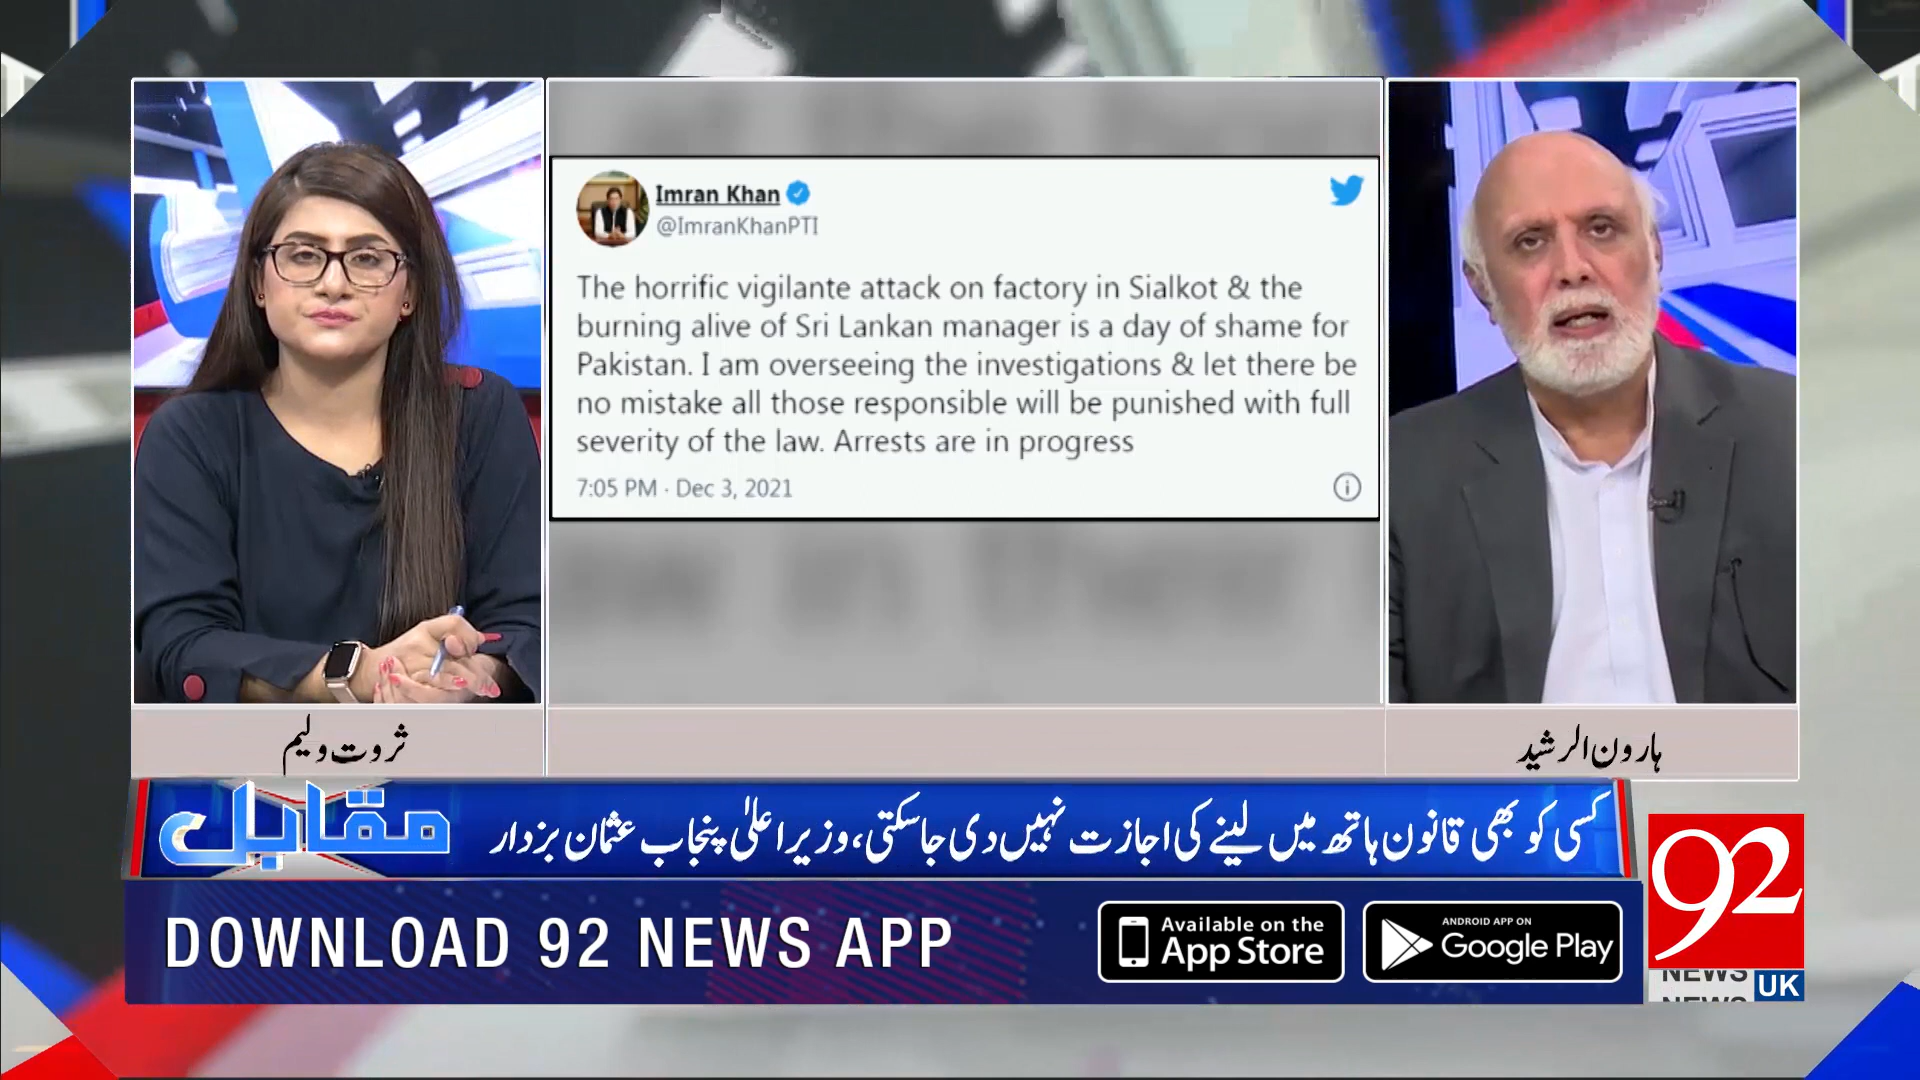 Imran Khan
@ImranKhanPTI
The horrific vigilante attack on factory in Sialkot & the
burning alive of Sri Lankan manager is a day of shame for
Pakistan. I am overseeing the investigations & let there be
no mistake all those responsible will be punished with full
severity of the law. Arrests are in progress
7:05 PM · Dec 3, 2021
ثروت ولیم
ہارون الرشید
مقابل
کسی کو بھی قانون ہاتھ میں لینے کی اجازت نہیں دی جاسکتی، وزیراعلیٰ پنجاب عثمان بزدار
DOWNLOAD 92 NEWS APP
Available on the
App Store
ANDROID APP ON
Google Play
92
NEWS
NEWS
UK